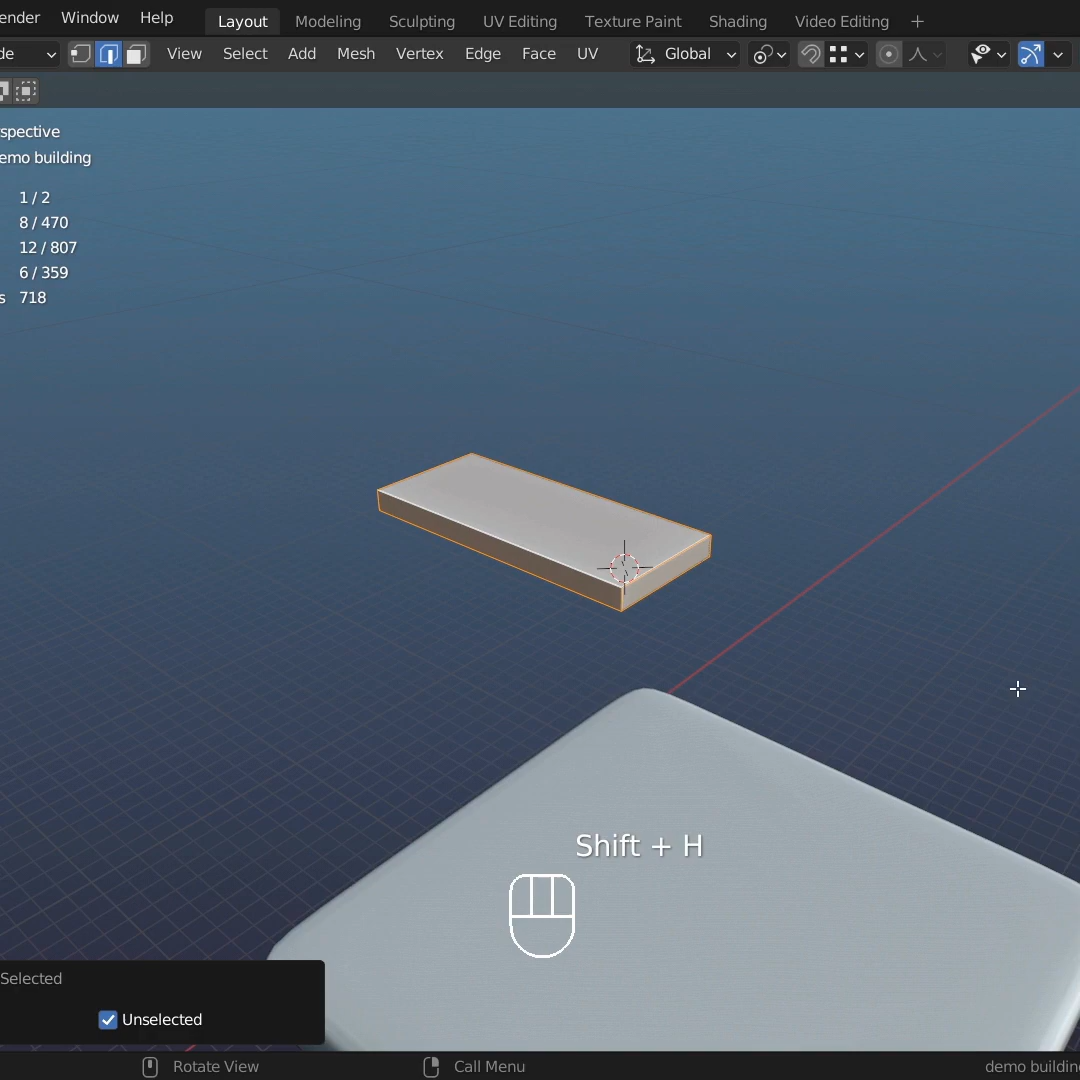 ender Window Help Layout Modeling Sculpting UV Editing Texture Paint Shading Video Editing +
de View Select Add Mesh Vertex Edge Face UV Global
spective
emo building
1 / 2
8 / 470
12 / 807
6 / 359
s 718
Shift + H
Selected
Unselected
Rotate View Call Menu demo buildin